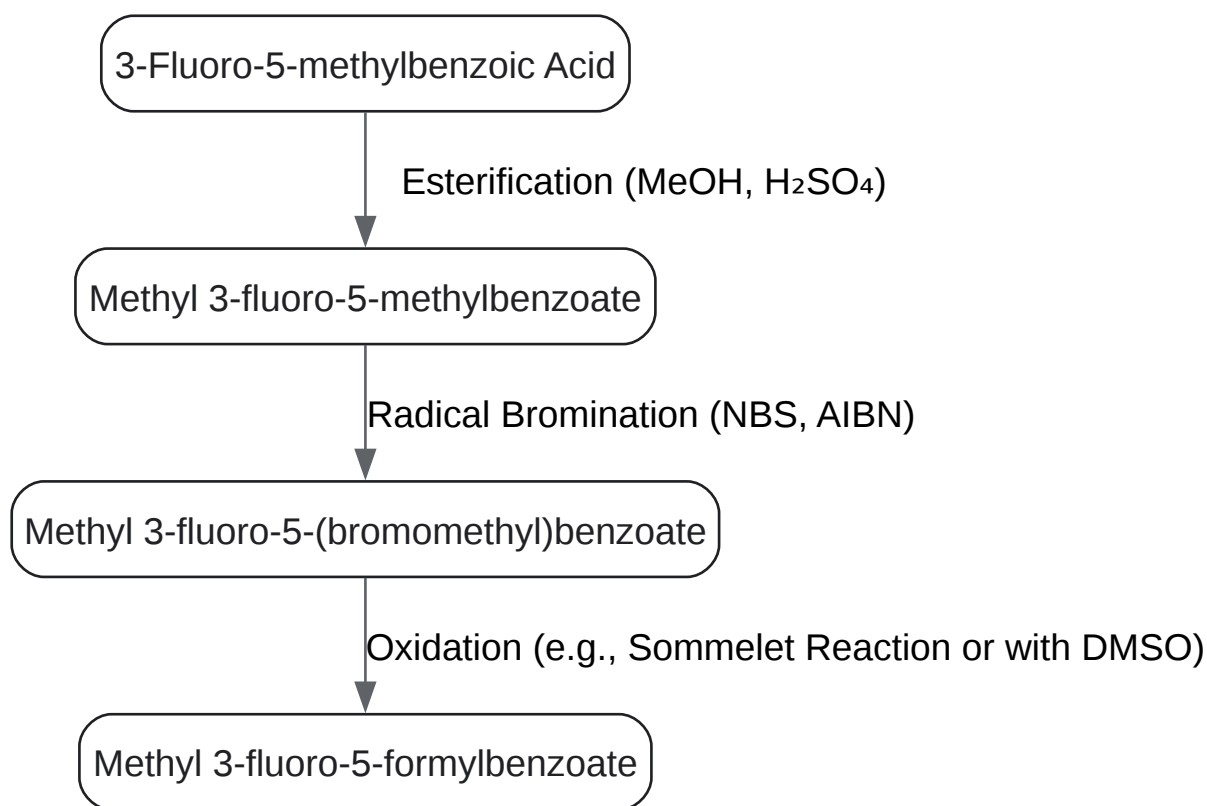 3-Fluoro-5-methylbenzoic Acid
Esterification (MeOH, H₂SO₄)
Methyl 3-fluoro-5-methylbenzoate
Radical Bromination (NBS, AIBN)
Methyl 3-fluoro-5-(bromomethyl)benzoate
Oxidation (e.g., Sommelet Reaction or with DMSO)
Methyl 3-fluoro-5-formylbenzoate